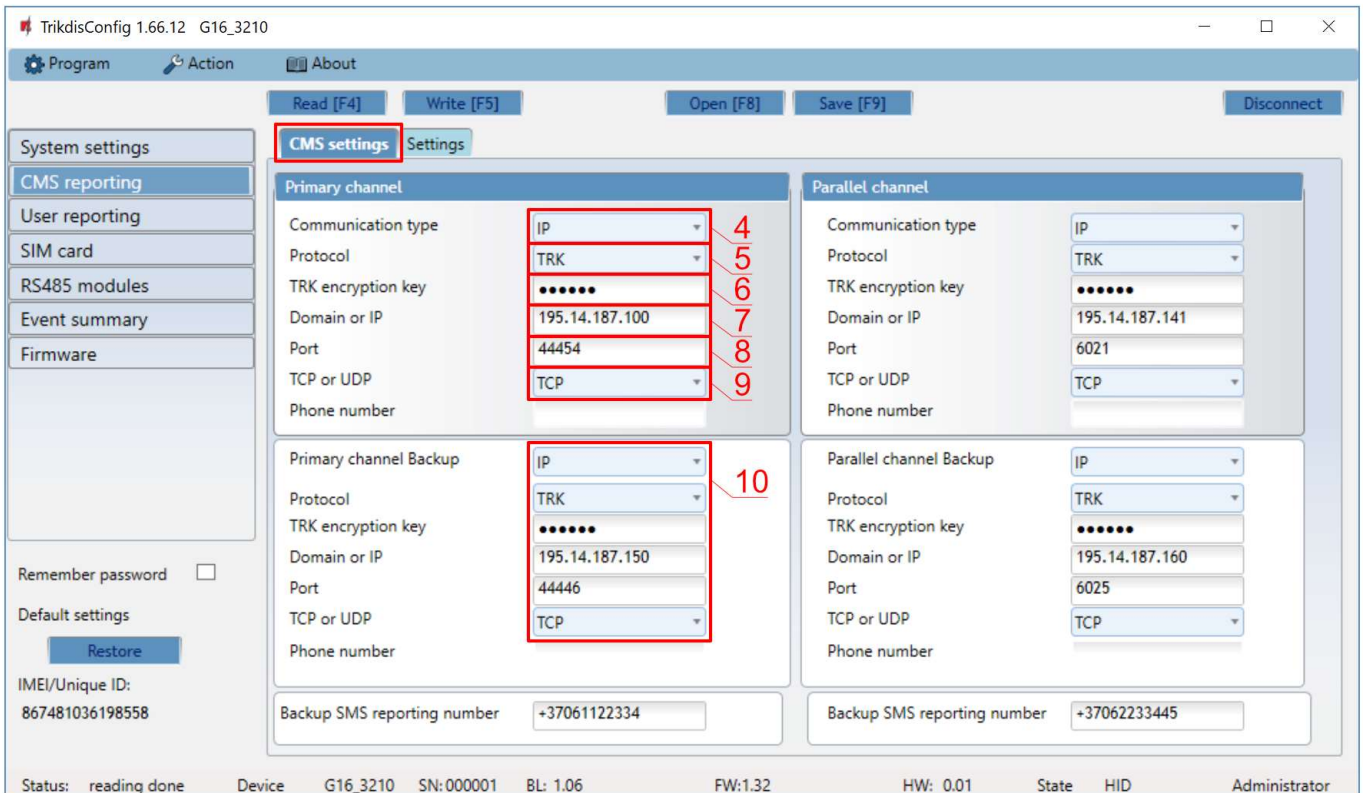 TrikdisConfig 1.66.12 G16_3210
Program Action About
Read [F4] Write [F5] Open [F8] Save [F9] Disconnect
System settings
CMS reporting
User reporting
SIM card
RS485 modules
Event summary
Firmware
Remember password
Default settings
Restore
IMEI/Unique ID:
867481036198558
CMS settings Settings
Primary channel
Communication type IP 4
Protocol TRK 5
TRK encryption key •••••• 6
Domain or IP 195.14.187.100 7
Port 44454 8
TCP or UDP TCP 9
Phone number
Primary channel Backup IP 10
Protocol TRK
TRK encryption key ••••••
Domain or IP 195.14.187.150
Port 44446
TCP or UDP TCP
Phone number
Backup SMS reporting number +37061122334
Parallel channel
Communication type IP
Protocol TRK
TRK encryption key ••••••
Domain or IP 195.14.187.141
Port 6021
TCP or UDP TCP
Phone number
Parallel channel Backup IP
Protocol TRK
TRK encryption key ••••••
Domain or IP 195.14.187.160
Port 6025
TCP or UDP TCP
Phone number
Backup SMS reporting number +37062233445
Status: reading done Device G16_3210 SN:000001 BL: 1.06 FW:1.32 HW: 0.01 State HID Administrator